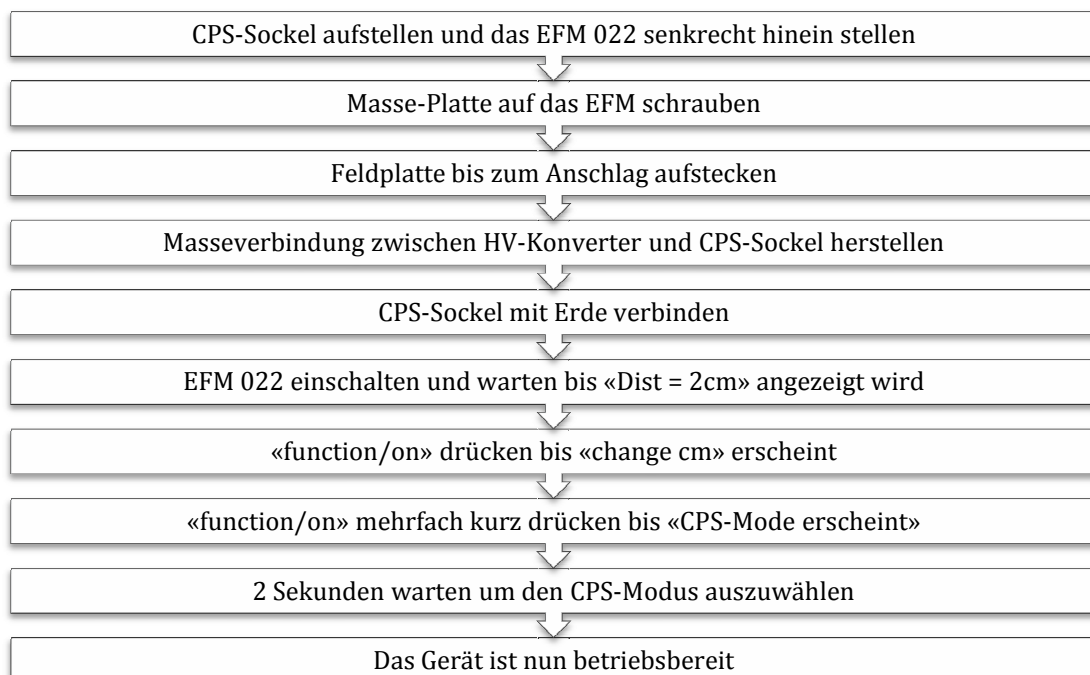 CPS-Sockel aufstellen und das EFM 022 senkrecht hinein stellen
Masse-Platte auf das EFM schrauben
Feldplatte bis zum Anschlag aufstecken
Masseverbindung zwischen HV-Konverter und CPS-Sockel herstellen
CPS-Sockel mit Erde verbinden
EFM 022 einschalten und warten bis «Dist = 2cm» angezeigt wird
«function/on» drücken bis «change cm» erscheint
«function/on» mehrfach kurz drücken bis «CPS-Mode erscheint»
2 Sekunden warten um den CPS-Modus auszuwählen
Das Gerät ist nun betriebsbereit